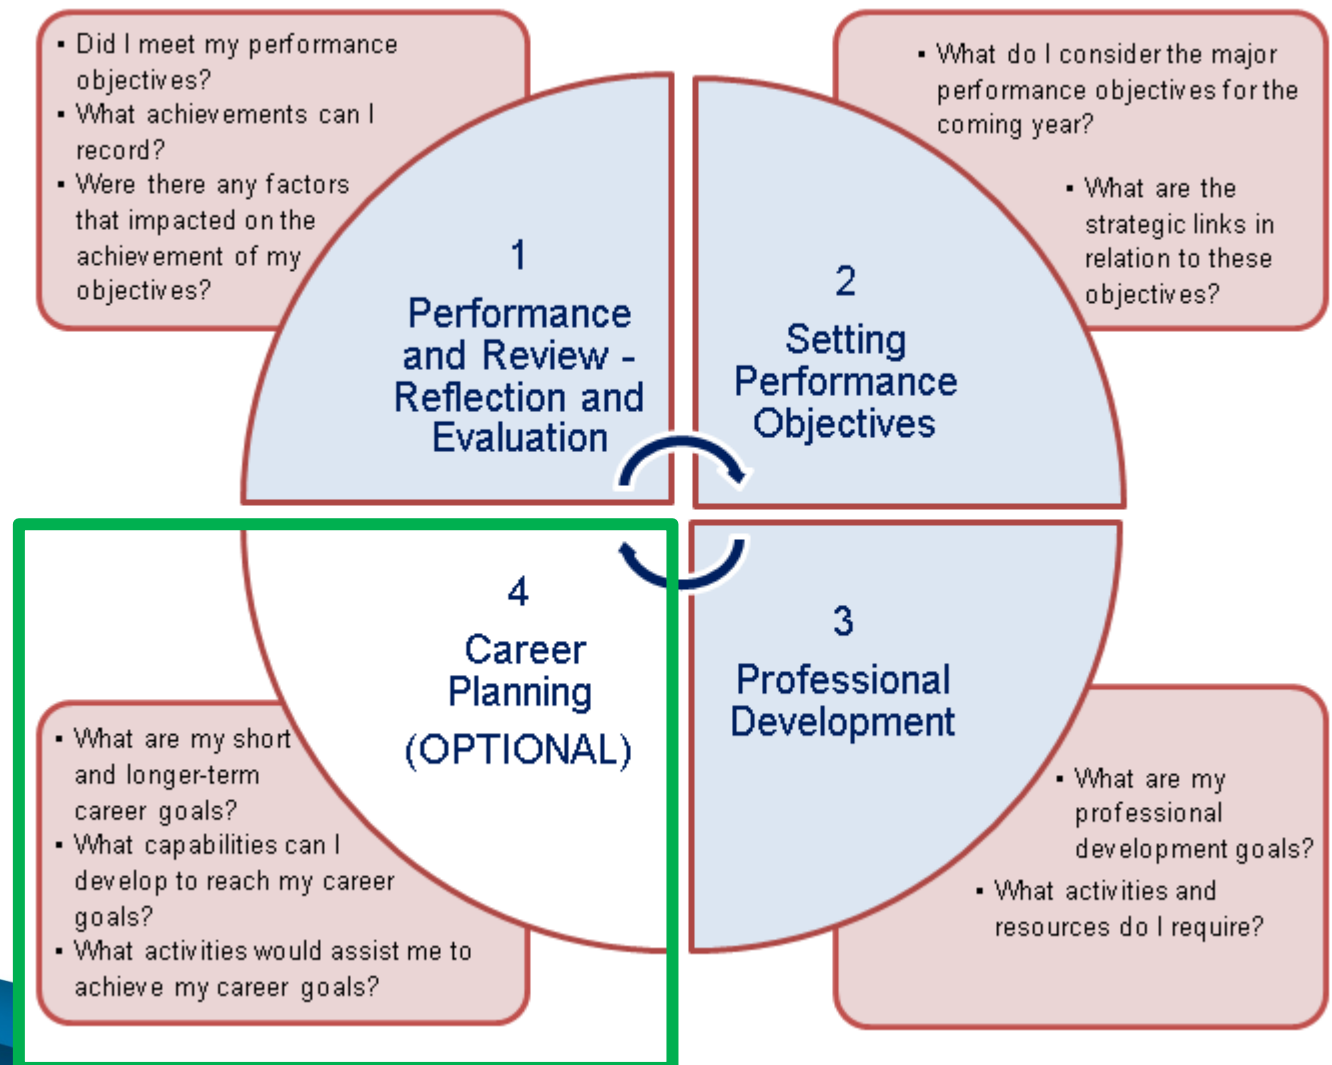 ▪ Did I meet my performance
objectives?
▪ What achievements can I
record?
▪ Were there any factors
that impacted on the
achievement of my
objectives?
▪ What do I consider the major
performance objectives for the
coming year?
▪ What are the
strategic links in
relation to these
objectives?
1
Performance
and Review -
Reflection and
Evaluation
2
Setting
Performance
Objectives
4
Career
Planning
(OPTIONAL)
3
Professional
Development
▪ What are my short
and longer-term
career goals?
▪ What capabilities can I
develop to reach my career
goals?
▪ What activities would assist me to
achieve my career goals?
▪ What are my
professional
development goals?
▪ What activities and
resources do I require?